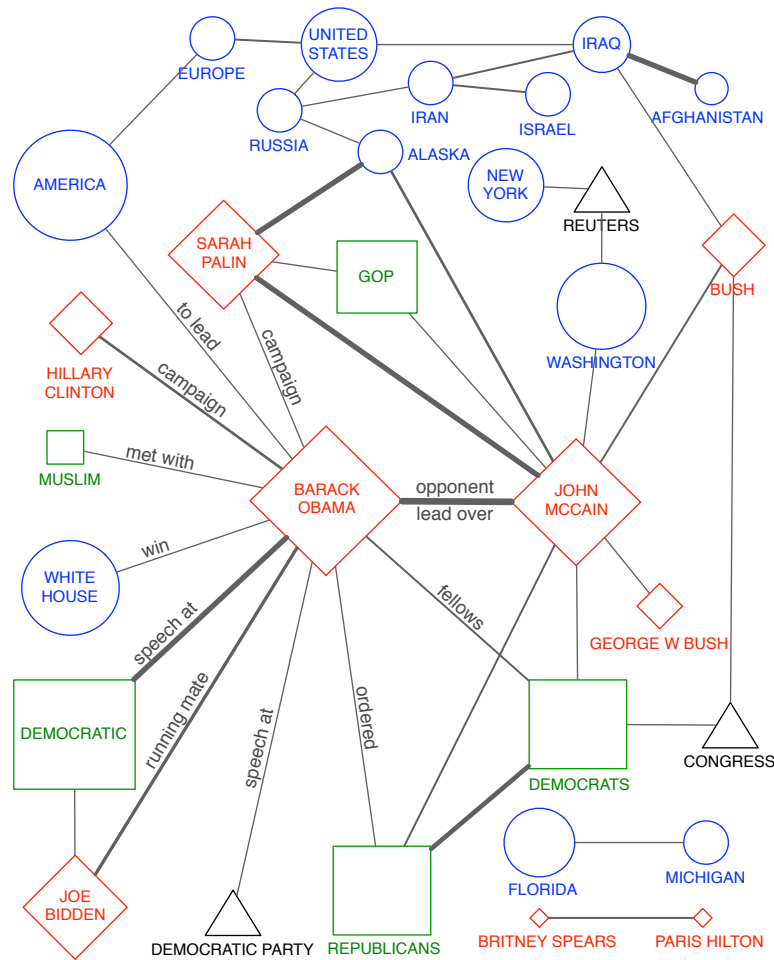 UNITED
STATES
IRAQ
EUROPE
AFGHANISTAN
IRAN
ISRAEL
RUSSIA
ALASKA
AMERICA
NEW
YORK
REUTERS
SARAH
PALIN
GOP
BUSH
to lead
campaign
WASHINGTON
HILLARY
CLINTON
campaign
met with
MUSLIM
BARACK
OBAMA
opponent
lead over
JOHN
MCCAIN
win
WHITE
HOUSE
fellows
GEORGE W BUSH
speech at
running mate
speech at
ordered
DEMOCRATIC
DEMOCRATS
CONGRESS
FLORIDA
MICHIGAN
JOE
BIDDEN
DEMOCRATIC PARTY
REPUBLICANS
BRITNEY SPEARS
PARIS HILTON